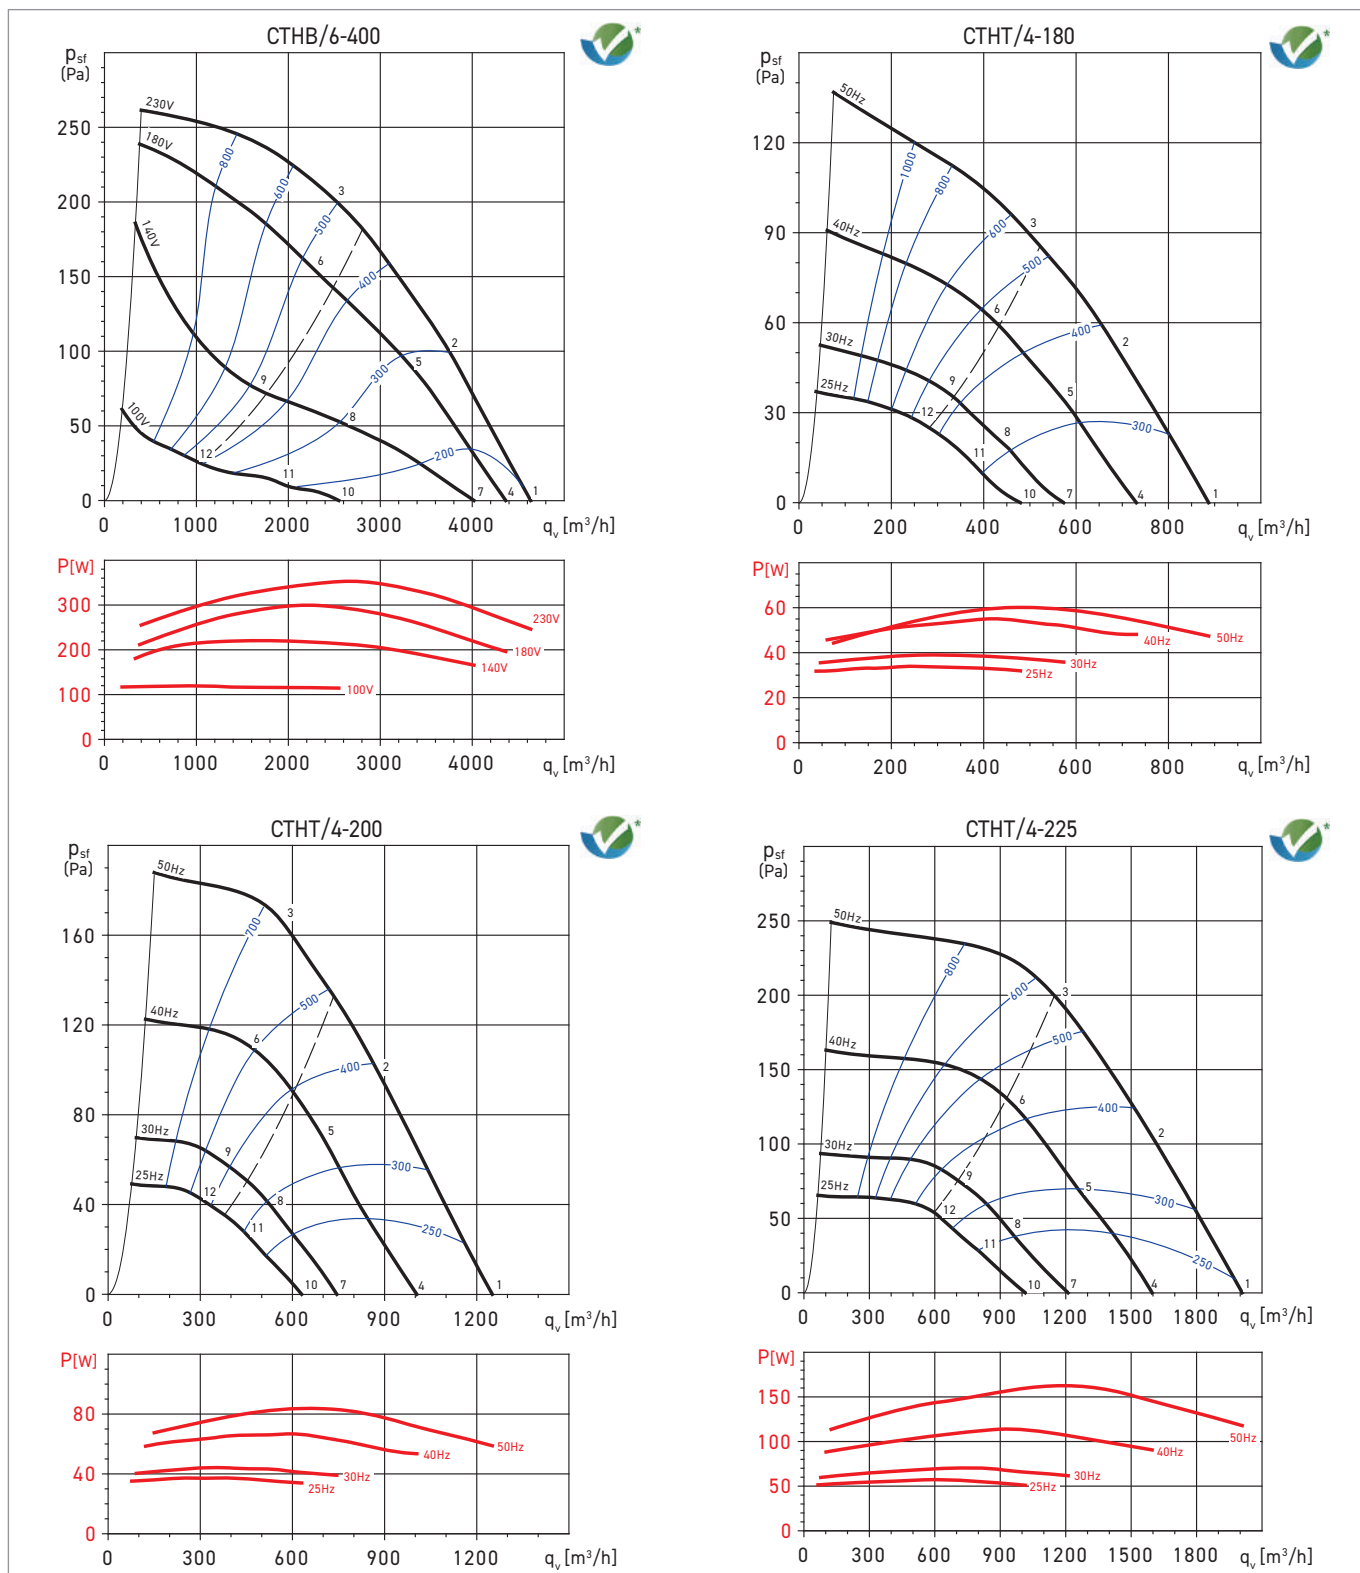 CTHB/6-400
*
psf
(Pa)
250
200
150
100
50
0
230V
180V
140V
100V
800
600
500
400
300
200
3
6
2
5
9
8
12
11
10
7
4
1
0
1000
2000
3000
4000
qv [m³/h]
P[W]
300
200
100
0
230V
180V
140V
100V
0
1000
2000
3000
4000
qv [m³/h]
CTHT/4-180
*
psf
(Pa)
120
90
60
30
0
50Hz
40Hz
30Hz
25Hz
1000
800
600
500
400
300
3
6
2
9
5
12
8
11
10
7
4
1
0
200
400
600
800
qv [m³/h]
P[W]
60
40
20
0
50Hz
40Hz
30Hz
25Hz
0
200
400
600
800
qv [m³/h]
CTHT/4-200
*
psf
(Pa)
160
120
80
40
0
50Hz
40Hz
30Hz
25Hz
700
500
400
300
250
3
6
2
5
9
12
8
11
10
7
4
1
0
300
600
900
1200
qv [m³/h]
P[W]
80
40
0
50Hz
40Hz
30Hz
25Hz
0
300
600
900
1200
qv [m³/h]
CTHT/4-225
*
psf
(Pa)
250
200
150
100
50
0
50Hz
40Hz
30Hz
25Hz
800
600
500
400
300
250
3
6
2
9
5
12
8
11
10
7
4
1
0
300
600
900
1200
1500
1800
qv [m³/h]
P[W]
150
100
50
0
50Hz
40Hz
30Hz
25Hz
0
300
600
900
1200
1500
1800
qv [m³/h]